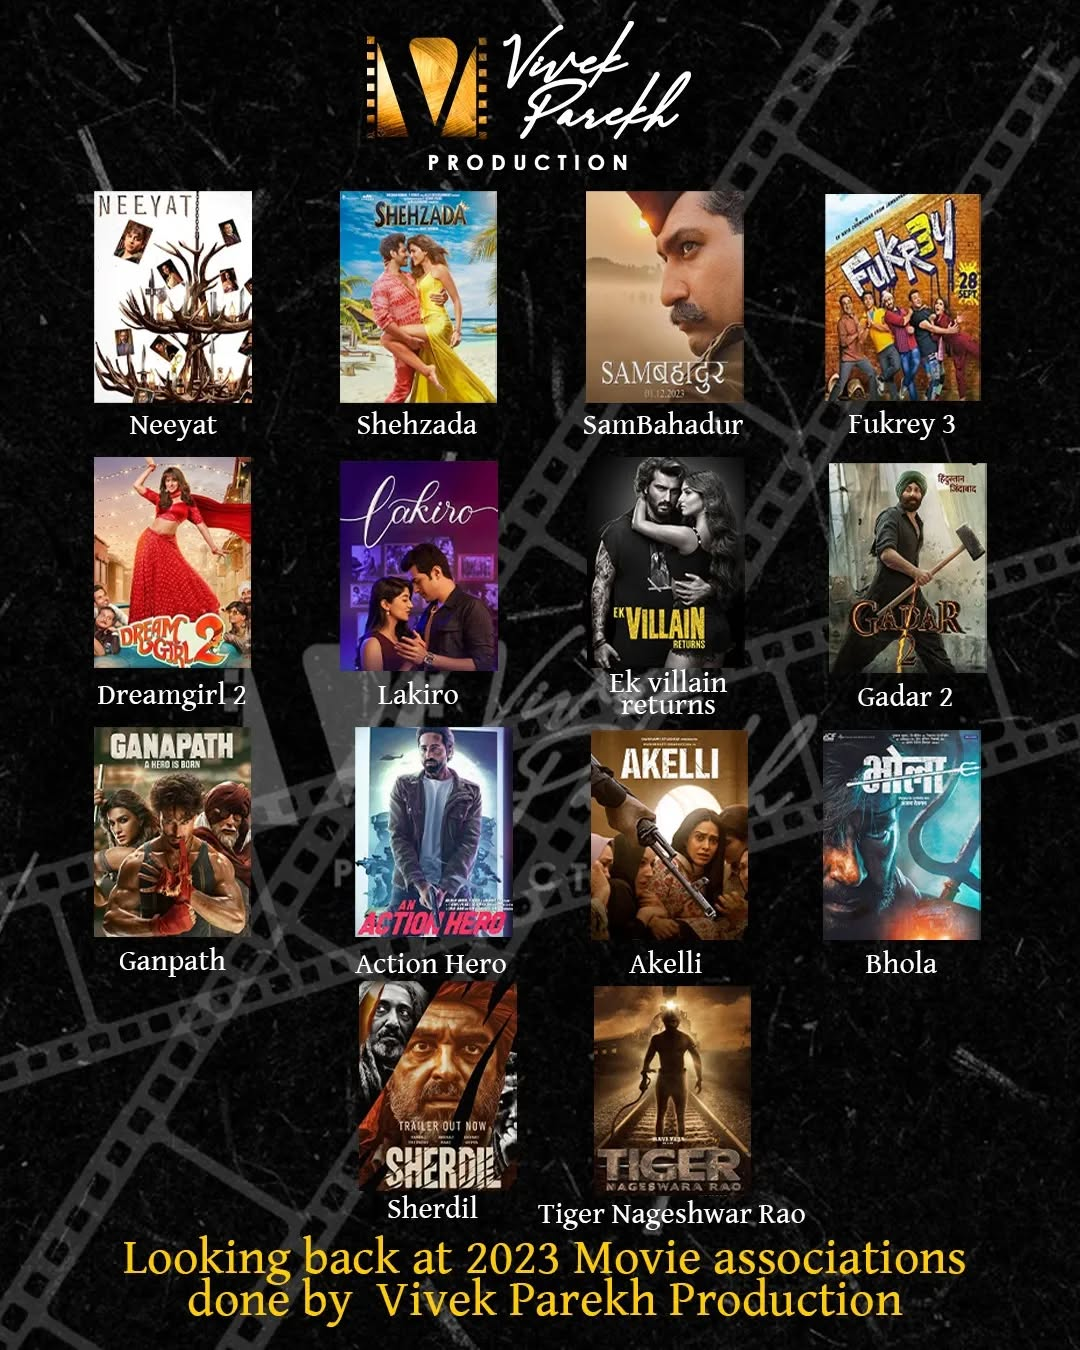 Vivek
Parekh
PRODUCTION
NEEYAT
SHEHZADA
SAMबहादुर
01.12.2023
FUKR3Y
28
SEPT
Neeyat
Shehzada
SamBahadur
Fukrey 3
DREAM
GIRL 2
Lakiro
EK
VILLAIN
RETURNS
हिंदुस्तान
ज़िंदाबाद
GADAR
2
Dreamgirl 2
Lakiro
Ek villain
returns
Gadar 2
GANAPATH
A HERO IS BORN
AN
ACTION HERO
AKELLI
भोला
Ganpath
Action Hero
Akelli
Bhola
TRAILER OUT NOW
SHERDIL
TIGER
NAGESWARA RAO
Sherdil
Tiger Nageshwar Rao
Looking back at 2023 Movie associations
done by Vivek Parekh Production